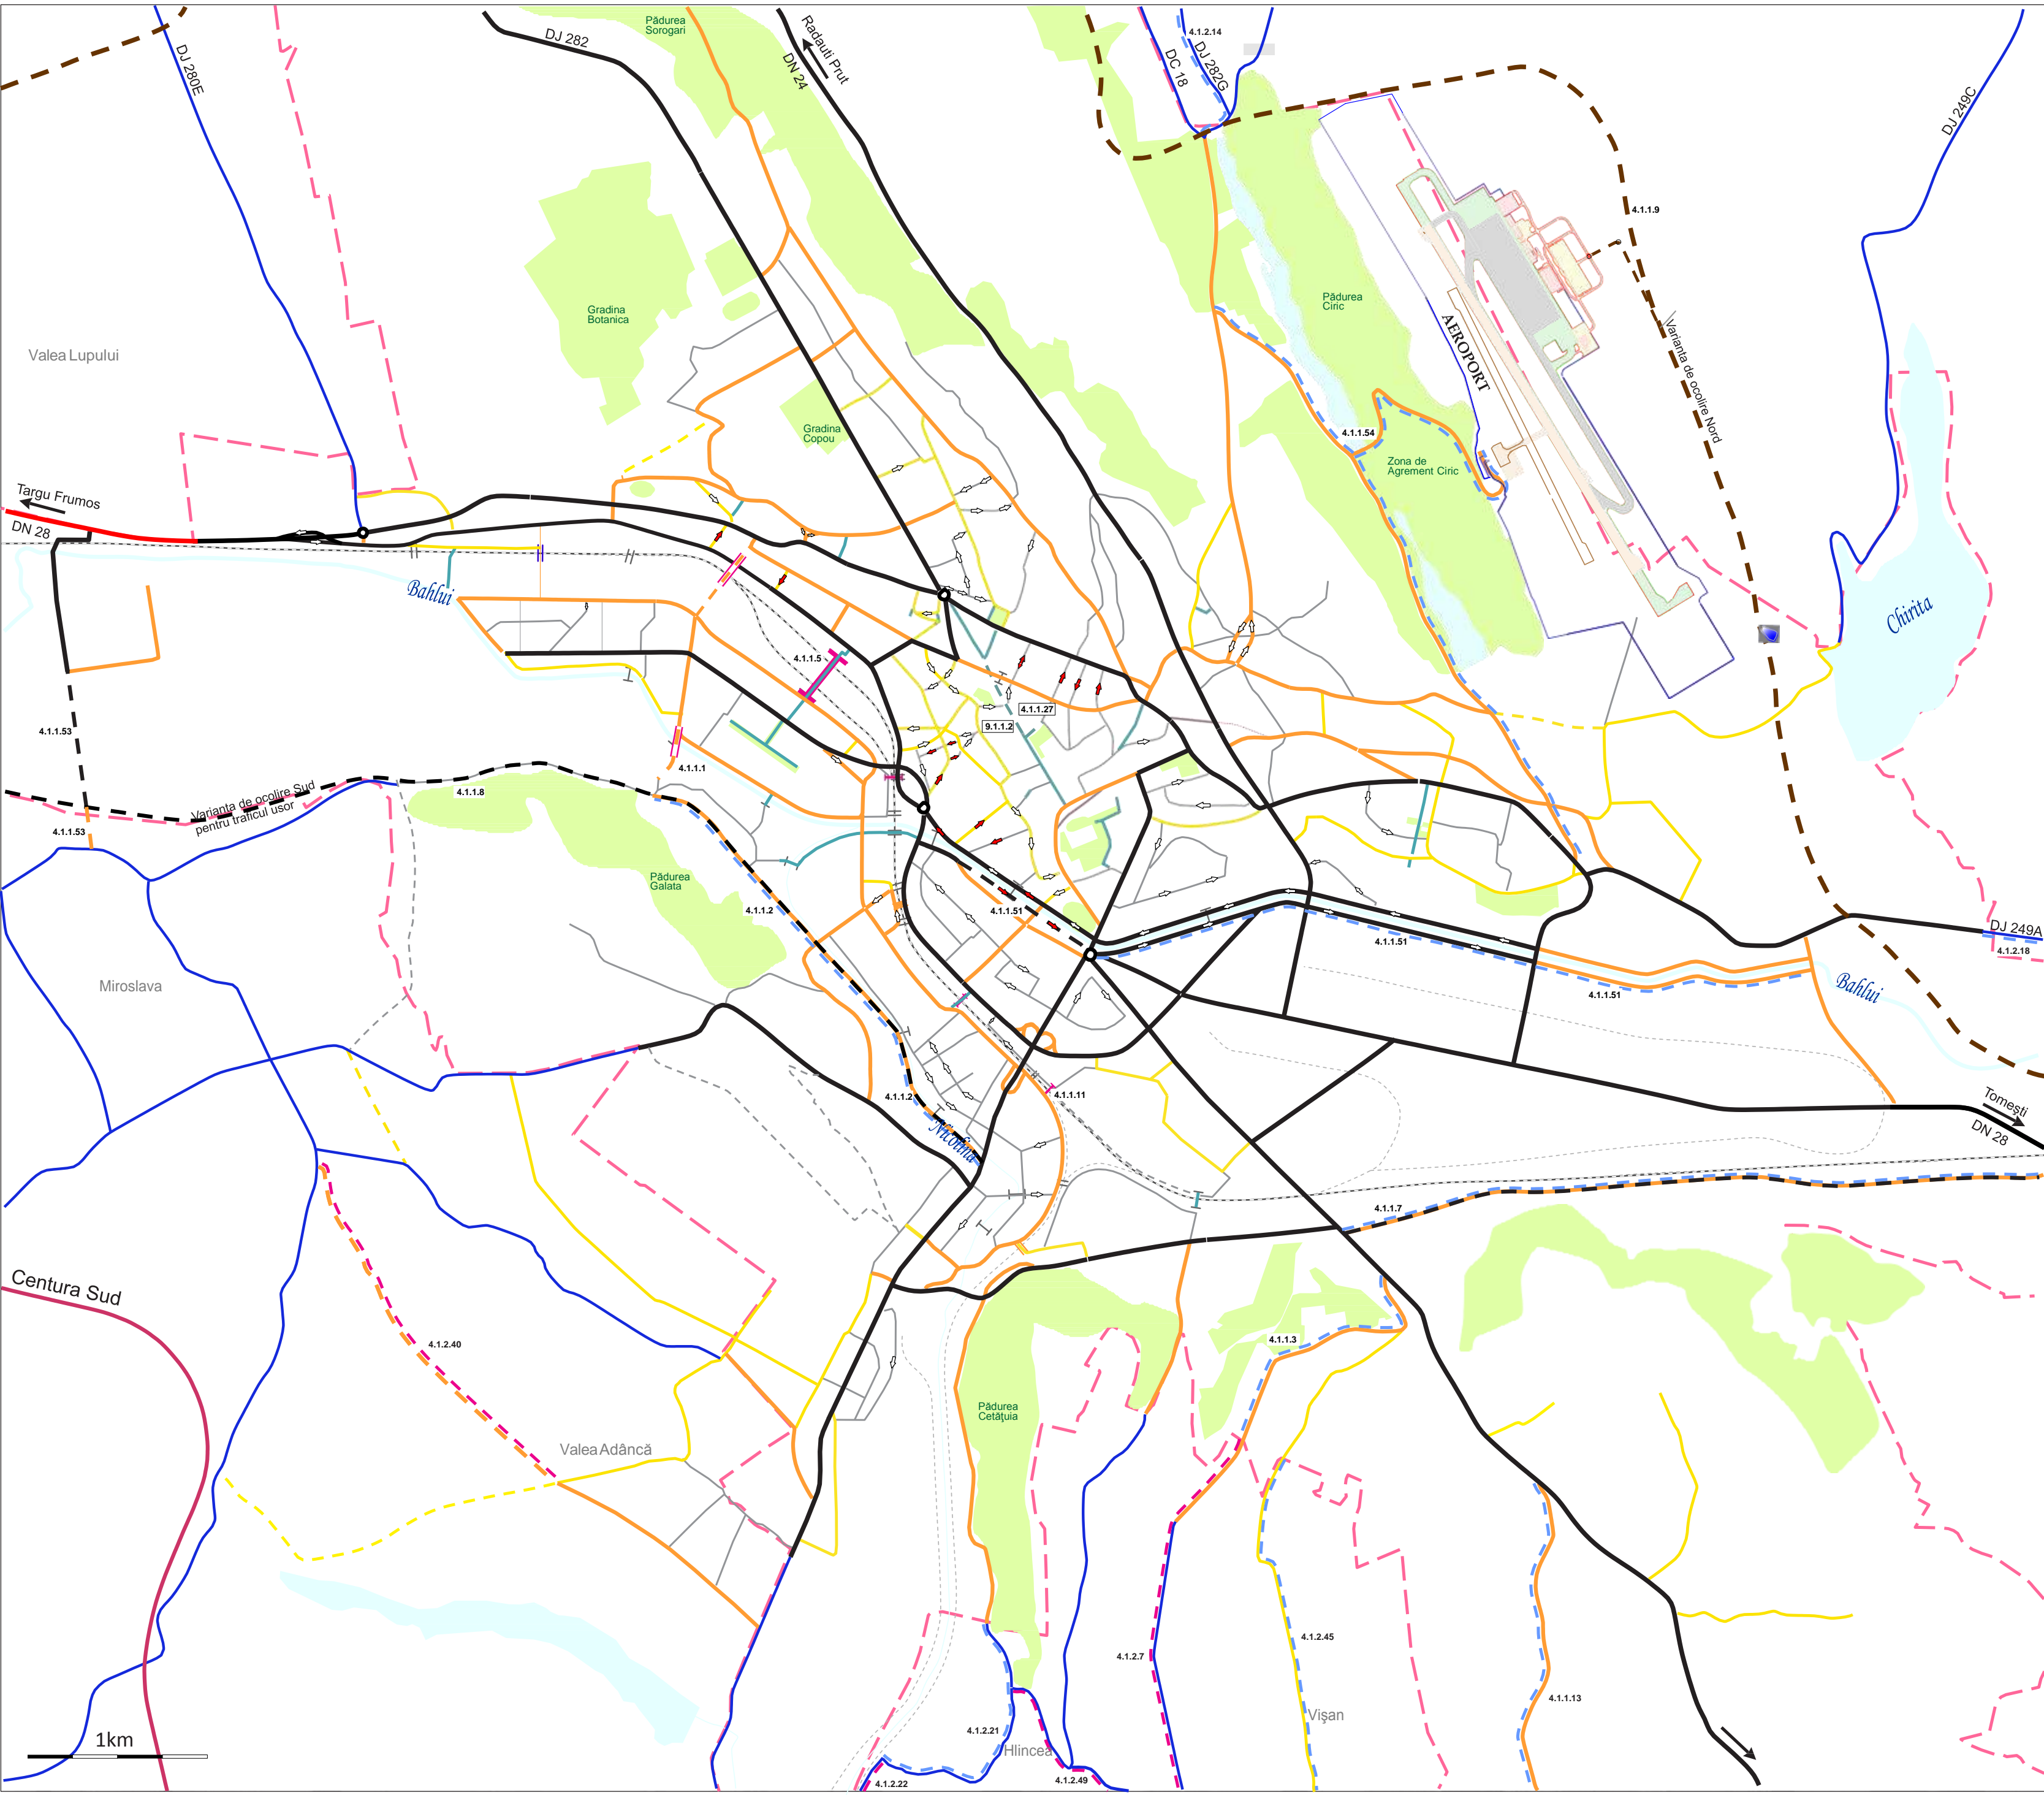 Pădurea
Sorogari
Radauti Prut
4.1.2.14
DJ 282
DJ 280E
DN 24
DC 18
DJ 282G
DJ 249C
4.1.1.9
Gradina
Botanica
Pădurea
Ciric
AEROPORT
Varianta de ocolire Nord
Valea Lupului
Gradina
Copou
4.1.1.54
Zona de
Agrement Ciric
Targu Frumos
DN 28
Bahlui
Chirita
4.1.1.5
4.1.1.27
9.1.1.2
4.1.1.53
4.1.1.1
4.1.1.8
Varianta de ocolire Sud
pentru traficul usor
4.1.1.53
Pădurea
Galata
4.1.1.2
4.1.1.51
4.1.1.51
DJ 249A
4.1.2.18
Miroslava
4.1.1.51
Bahlui
4.1.1.2
4.1.1.11
Nicolina
Tomești
DN 28
4.1.1.7
Centura Sud
4.1.2.40
4.1.1.3
Pădurea
Cetăţuia
Valea Adâncă
4.1.2.45
4.1.2.7
4.1.1.13
Vişan
4.1.2.21
1km
Hlincea
4.1.2.22
4.1.2.49